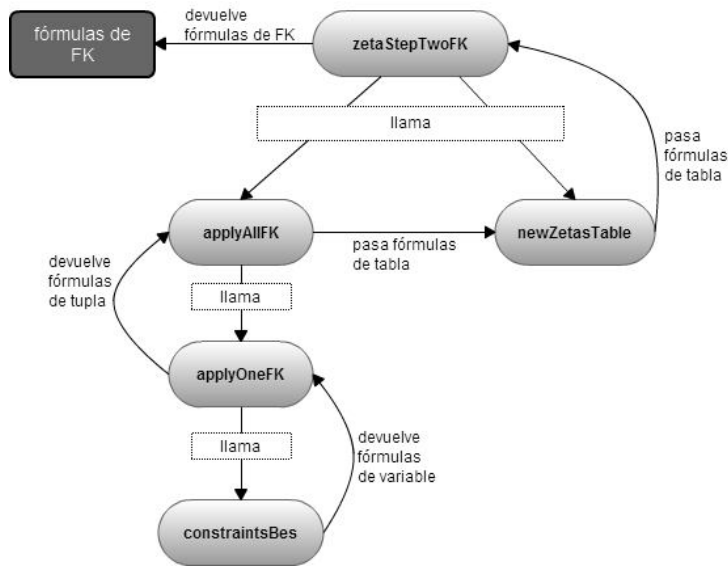 devuelve
fórmulas de FK
fórmulas de
FK
zetaStepTwoFK
llama
pasa
fórmulas
de tabla
applyAllFK
pasa fórmulas
de tabla
newZetasTable
devuelve
fórmulas
de tupla
llama
applyOneFK
llama
devuelve
fórmulas
de variable
constraintsBes